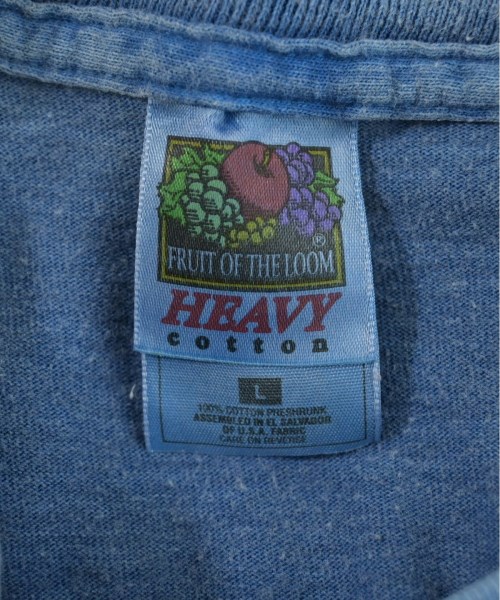 ®
FRUIT OF THE LOOM
HEAVY
cotton
L
100% COTTON PRESHRUNK
ASSEMBLED IN EL SALVADOR
OF U.S.A. FABRIC
CARE ON REVERSE